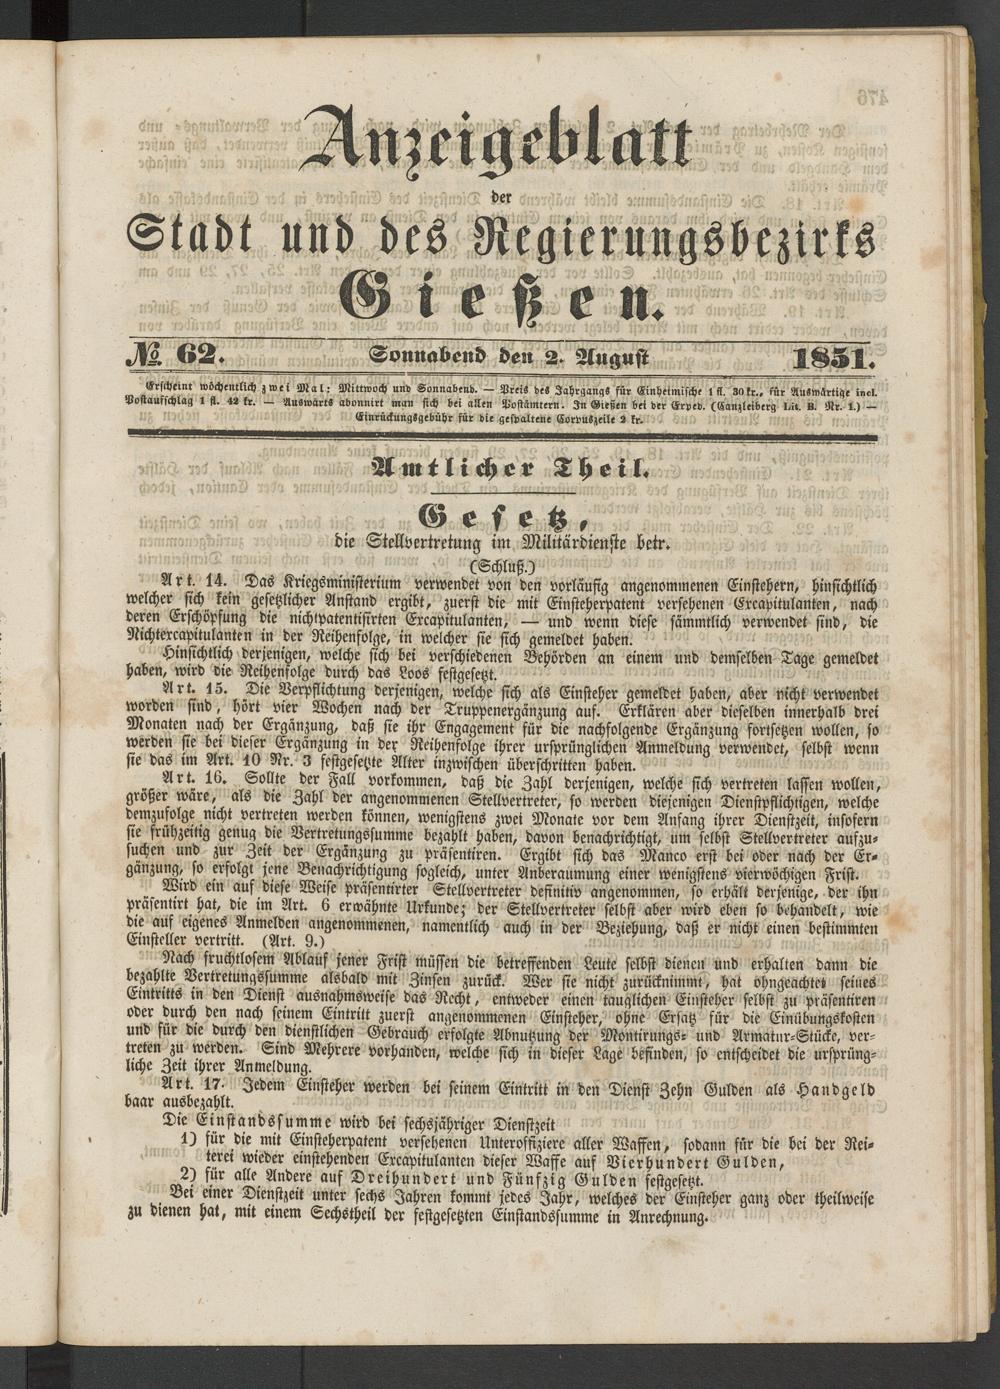 Anzeigeblatt
der
Stadt und des Regierungsbezirks
Gießen.
№ 62. Sonnabend den 2. August 1851.
Erscheint wöchentlich zwei Mal: Mittwoch und Sonnabend. — Preis des Jahrgangs für Einheimische 1 fl. 30 kr., für Auswärtige incl.
Postaufschlag 1 fl. 42 kr. — Auswärts abonnirt man sich bei allen Postämtern. In Gießen bei der Exped. (Canzleiberg Lit. B. Nr. 1.) —
Einrückungsgebühr für die gespaltene Corpuszeile 2 kr.
Amtlicher Theil.
Gesetz,
die Stellvertretung im Militärdienste betr.
(Schluß.)
Art. 14. Das Kriegsministerium verwendet von den vorläufig angenommenen Einstehern, hinsichtlich
welcher sich kein gesetzlicher Anstand ergibt, zuerst die mit Einsteherpatent versehenen Excapitulanten, nach
deren Erschöpfung die nichtpatentisirten Excapitulanten, — und wenn diese sämmtlich verwendet sind, die
Nichtercapitulanten in der Reihenfolge, in welcher sie sich gemeldet haben.
Hinsichtlich derjenigen, welche sich bei verschiedenen Behörden an einem und demselben Tage gemeldet
haben, wird die Reihenfolge durch das Loos festgesetzt.
Art. 15. Die Verpflichtung derjenigen, welche sich als Einsteher gemeldet haben, aber nicht verwendet
worden sind, hört vier Wochen nach der Truppenergänzung auf. Erklären aber dieselben innerhalb drei
Monaten nach der Ergänzung, daß sie ihr Engagement für die nachfolgende Ergänzung fortsetzen wollen, so
werden sie bei dieser Ergänzung in der Reihenfolge ihrer ursprünglichen Anmeldung verwendet, selbst wenn
sie das im Art. 10 Nr. 3 festgesetzte Alter inzwischen überschritten haben.
Art. 16. Sollte der Fall vorkommen, daß die Zahl derjenigen, welche sich vertreten lassen wollen,
größer wäre, als die Zahl der angenommenen Stellvertreter, so werden diejenigen Dienstpflichtigen, welche
demzufolge nicht vertreten werden können, wenigstens zwei Monate vor dem Anfang ihrer Dienstzeit, insofern
sie frühzeitig genug die Vertretungssumme bezahlt haben, davon benachrichtigt, um selbst Stellvertreter aufzu-
suchen und zur Zeit der Ergänzung zu präsentiren. Ergibt sich das Manco erst bei oder nach der Er-
gänzung, so erfolgt jene Benachrichtigung sogleich, unter Anberaumung einer wenigstens vierwöchigen Frist.
Wird ein auf diese Weise präsentirter Stellvertreter definitiv angenommen, so erhält derjenige, der ihn
präsentirt hat, die im Art. 6 erwähnte Urkunde; der Stellvertreter selbst aber wird eben so behandelt, wie
die auf eigenes Anmelden angenommenen, namentlich auch in der Beziehung, daß er nicht einen bestimmten
Einsteller vertritt. (Art. 9.)
Nach fruchtlosem Ablauf jener Frist müssen die betreffenden Leute selbst dienen und erhalten dann die
bezahlte Vertretungssumme alsbald mit Zinsen zurück. Wer sie nicht zurücknimmt, hat ohngeachtet seines
Eintritts in den Dienst ausnahmsweise das Recht, entweder einen tauglichen Einsteher selbst zu präsentiren
oder durch den nach seinem Eintritt zuerst angenommenen Einsteher, ohne Ersatz für die Einübungskosten
und für die durch den dienstlichen Gebrauch erfolgte Abnutzung der Montirungs- und Armatur-Stücke, ver-
treten zu werden. Sind Mehrere vorhanden, welche sich in dieser Lage befinden, so entscheidet die ursprüng-
liche Zeit ihrer Anmeldung.
Art. 17. Jedem Einsteher werden bei seinem Eintritt in den Dienst Zehn Gulden als Handgeld
baar ausbezahlt.
Die Einstandssumme wird bei sechsjähriger Dienstzeit
1) für die mit Einsteherpatent versehenen Unteroffiziere aller Waffen, sodann für die bei der Rei-
terei wieder einstehenden Excapitulanten dieser Waffe auf Vierhundert Gulden,
2) für alle Andere auf Dreihundert und Fünfzig Gulden festgesetzt.
Bei einer Dienstzeit unter sechs Jahren kommt jedes Jahr, welches der Einsteher ganz oder theilweise
zu dienen hat, mit einem Sechstheil der festgesetzten Einstandssumme in Anrechnung.